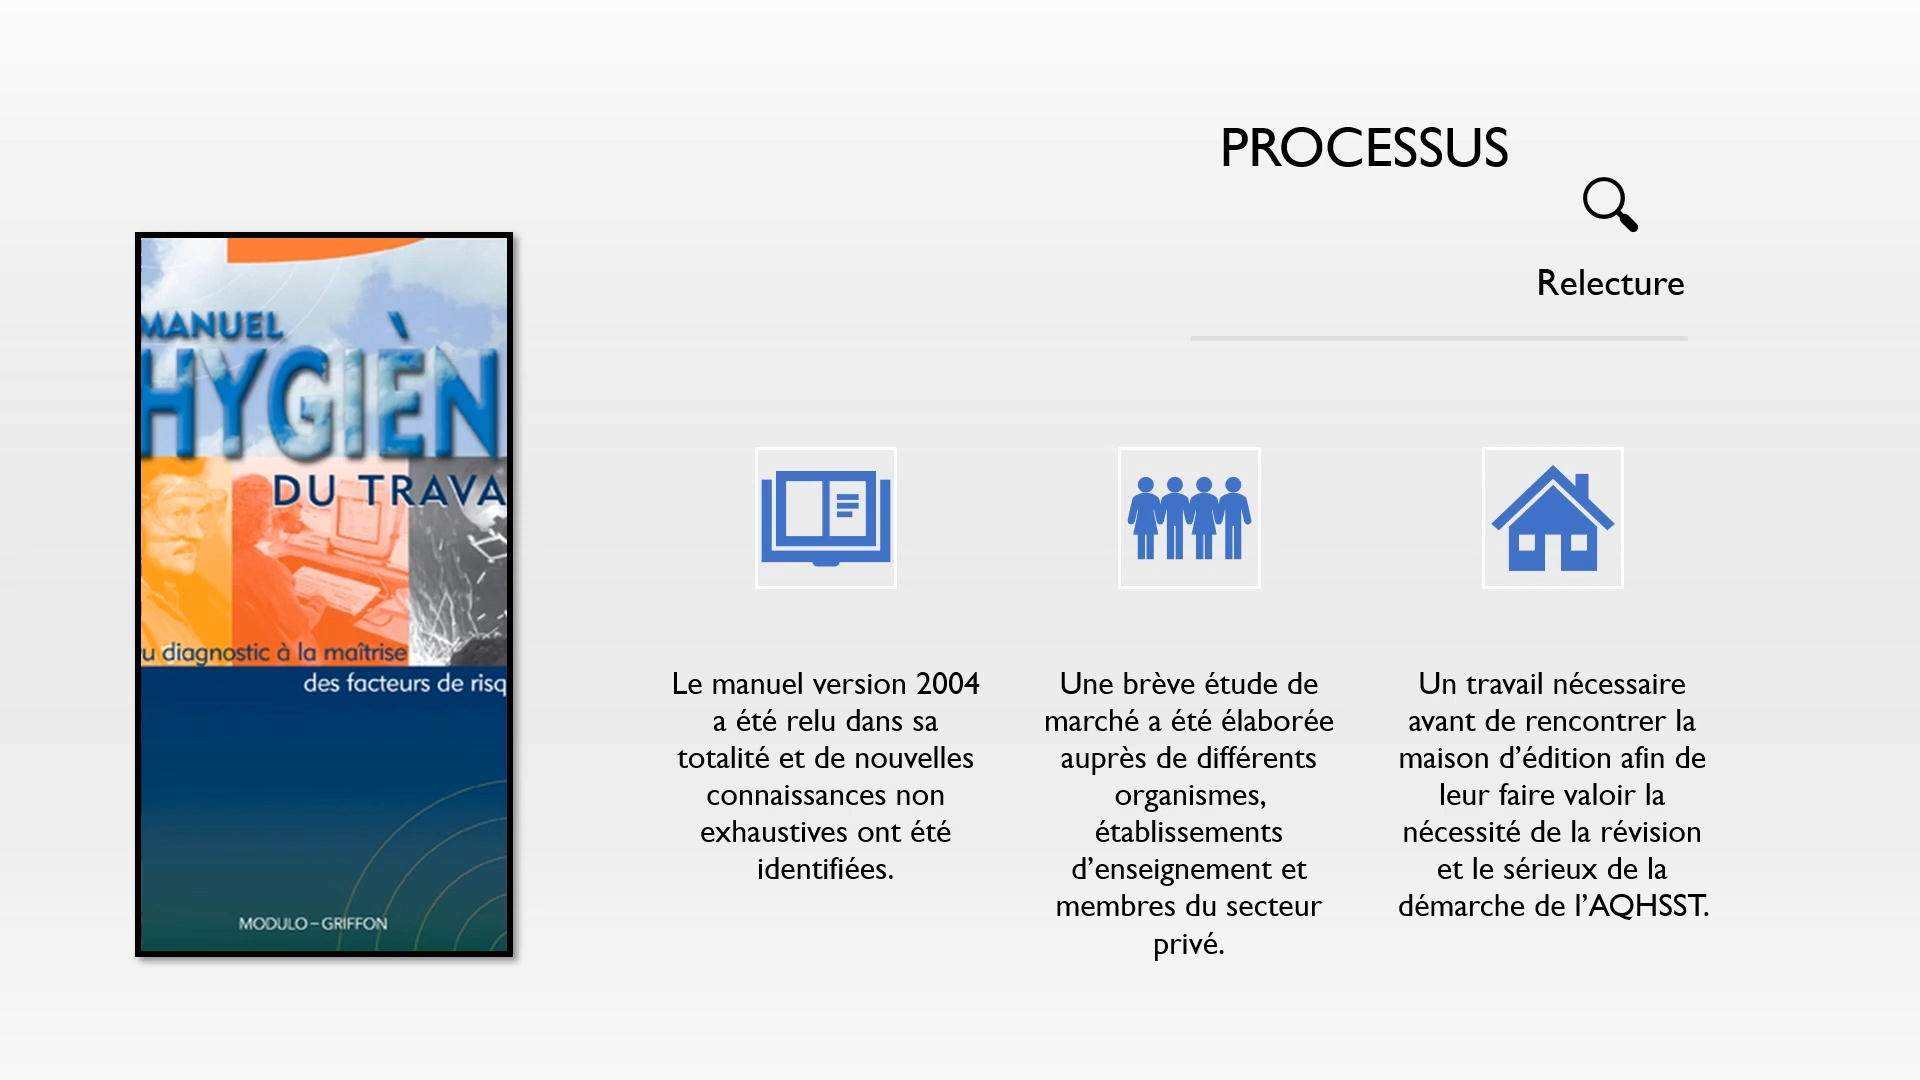 PROCESSUS
Relecture
MANUEL
HYGIÈN
DU TRAVA
u diagnostic à la maîtrise
des facteurs de risq
MODULO–GRIFFON
Le manuel version 2004
a été relu dans sa
totalité et de nouvelles
connaissances non
exhaustives ont été
identifiées.
Une brève étude de
marché a été élaborée
auprès de différents
organismes,
établissements
d’enseignement et
membres du secteur
privé.
Un travail nécessaire
avant de rencontrer la
maison d’édition afin de
leur faire valoir la
nécessité de la révision
et le sérieux de la
démarche de l’AQHSST.